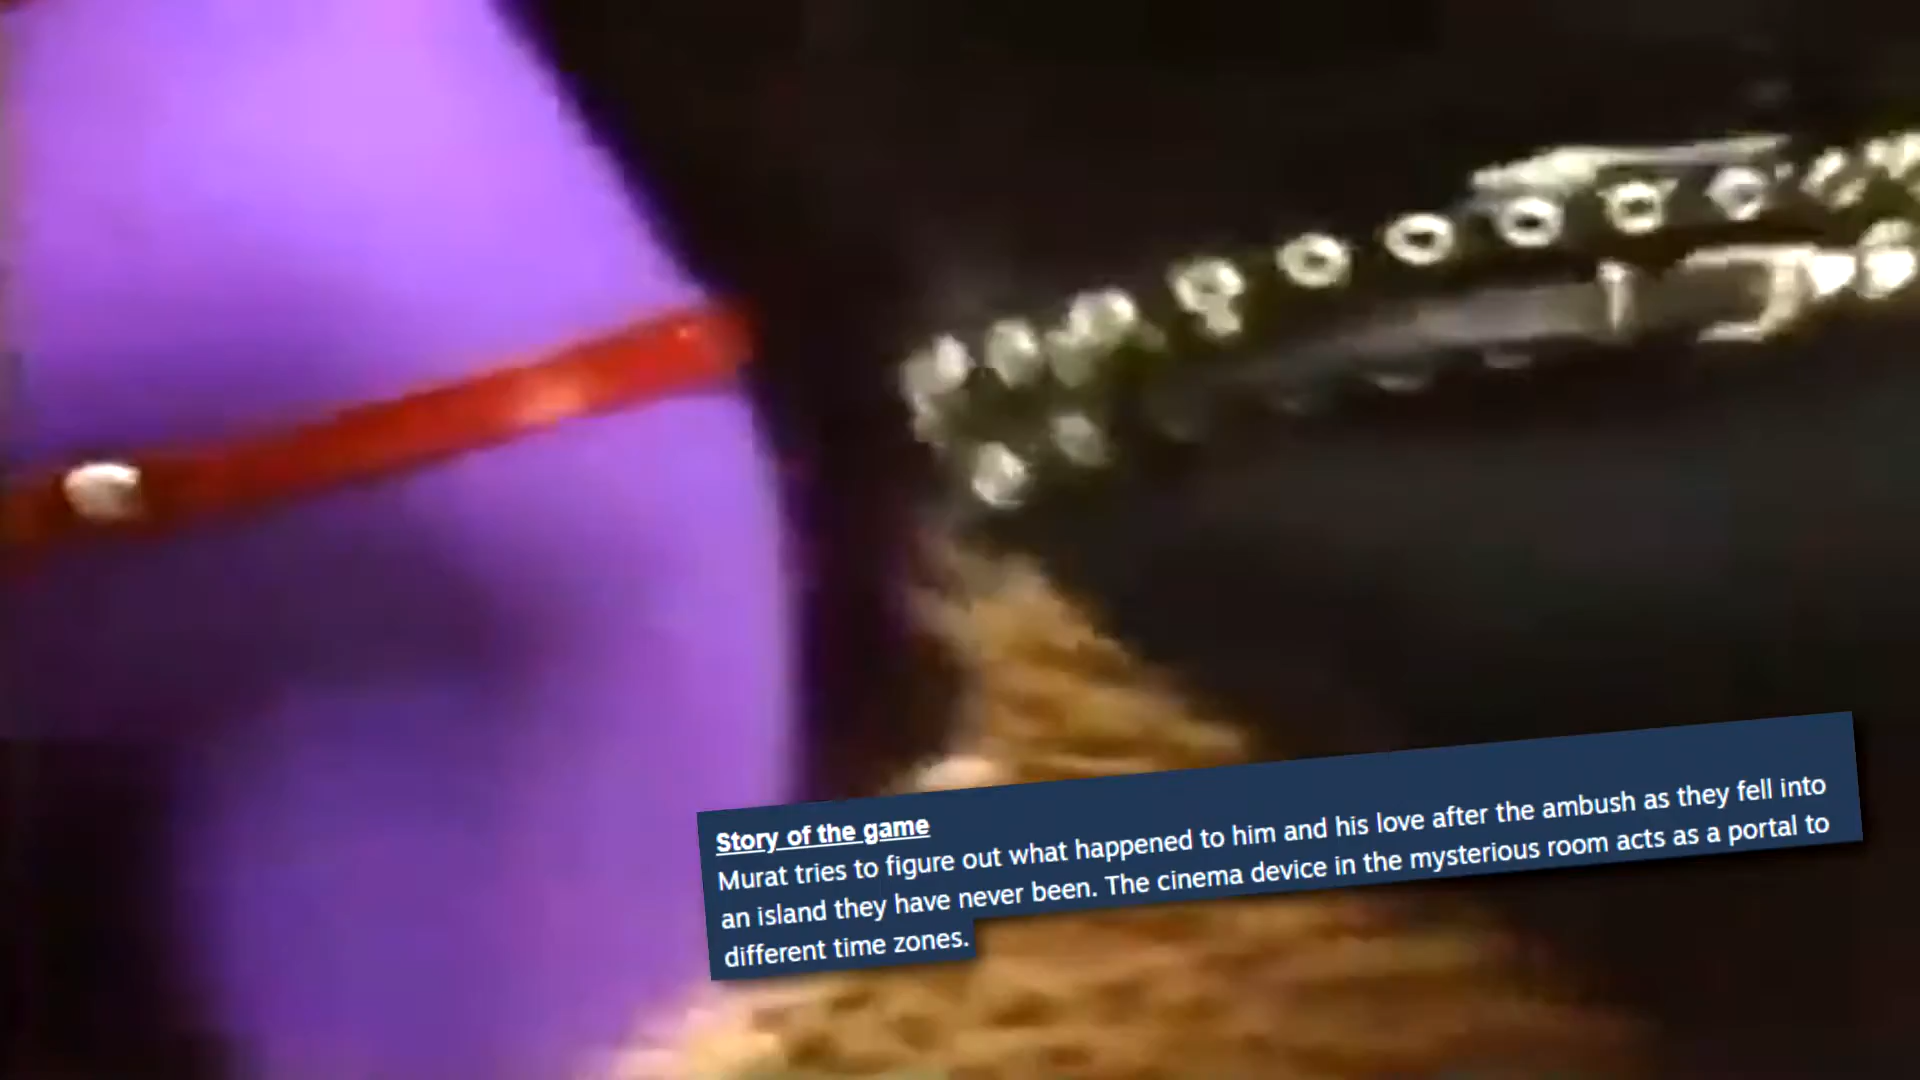 Story of the game
Murat tries to figure out what happened to him and his love after the ambush as they fell into
an island they have never been. The cinema device in the mysterious room acts as a portal to
different time zones.